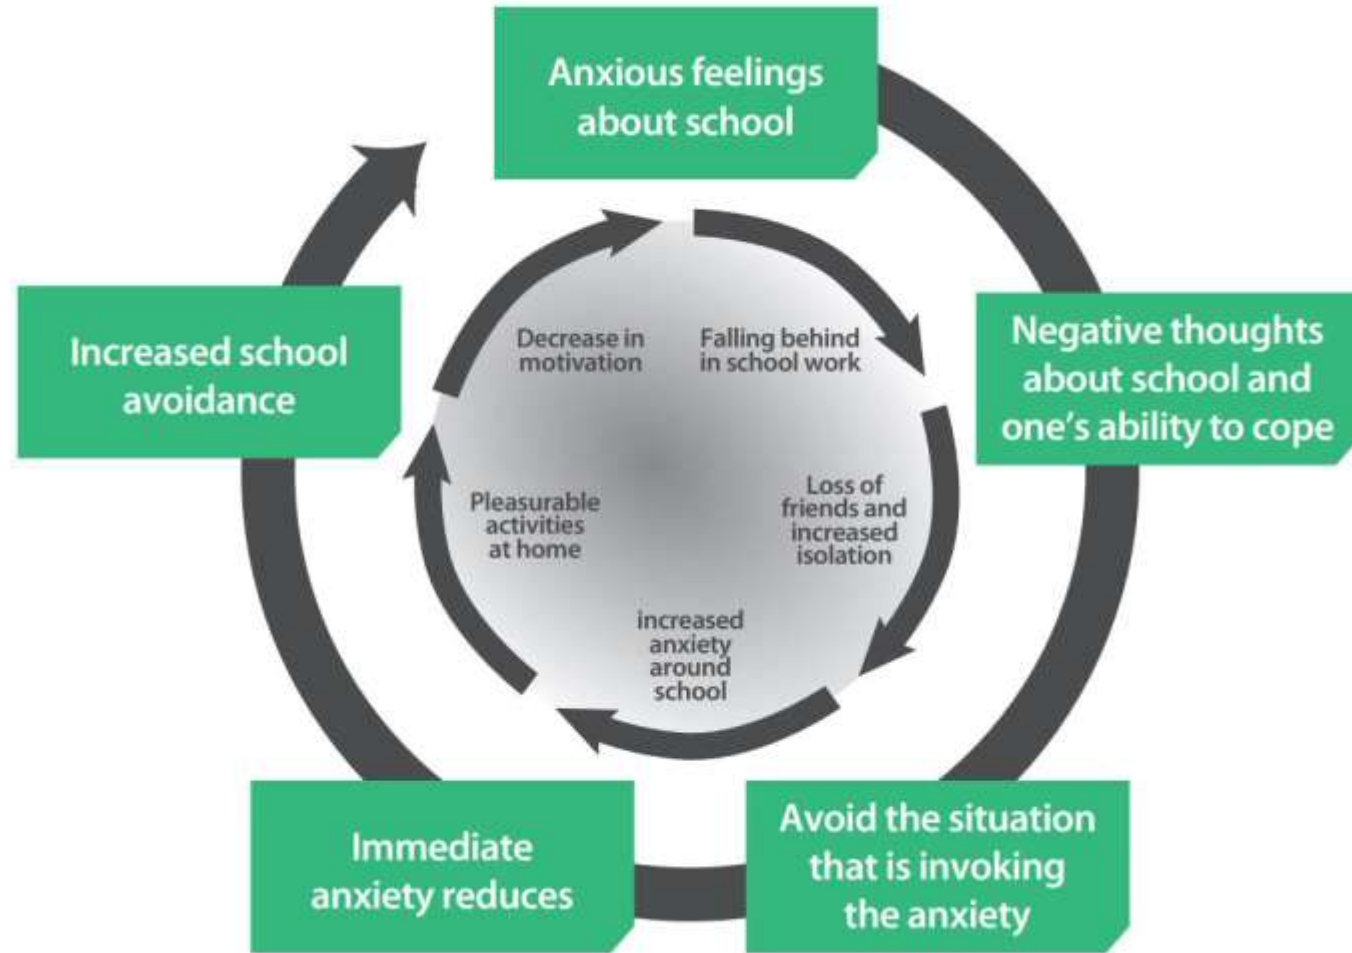 Anxious feelings
about school
Negative thoughts
about school and
one's ability to cope
Avoid the situation
that is invoking
the anxiety
Immediate
anxiety reduces
Increased school
avoidance
Falling behind
in school work
Loss of
friends and
increased
isolation
increased
anxiety
around
school
Pleasurable
activities
at home
Decrease in
motivation